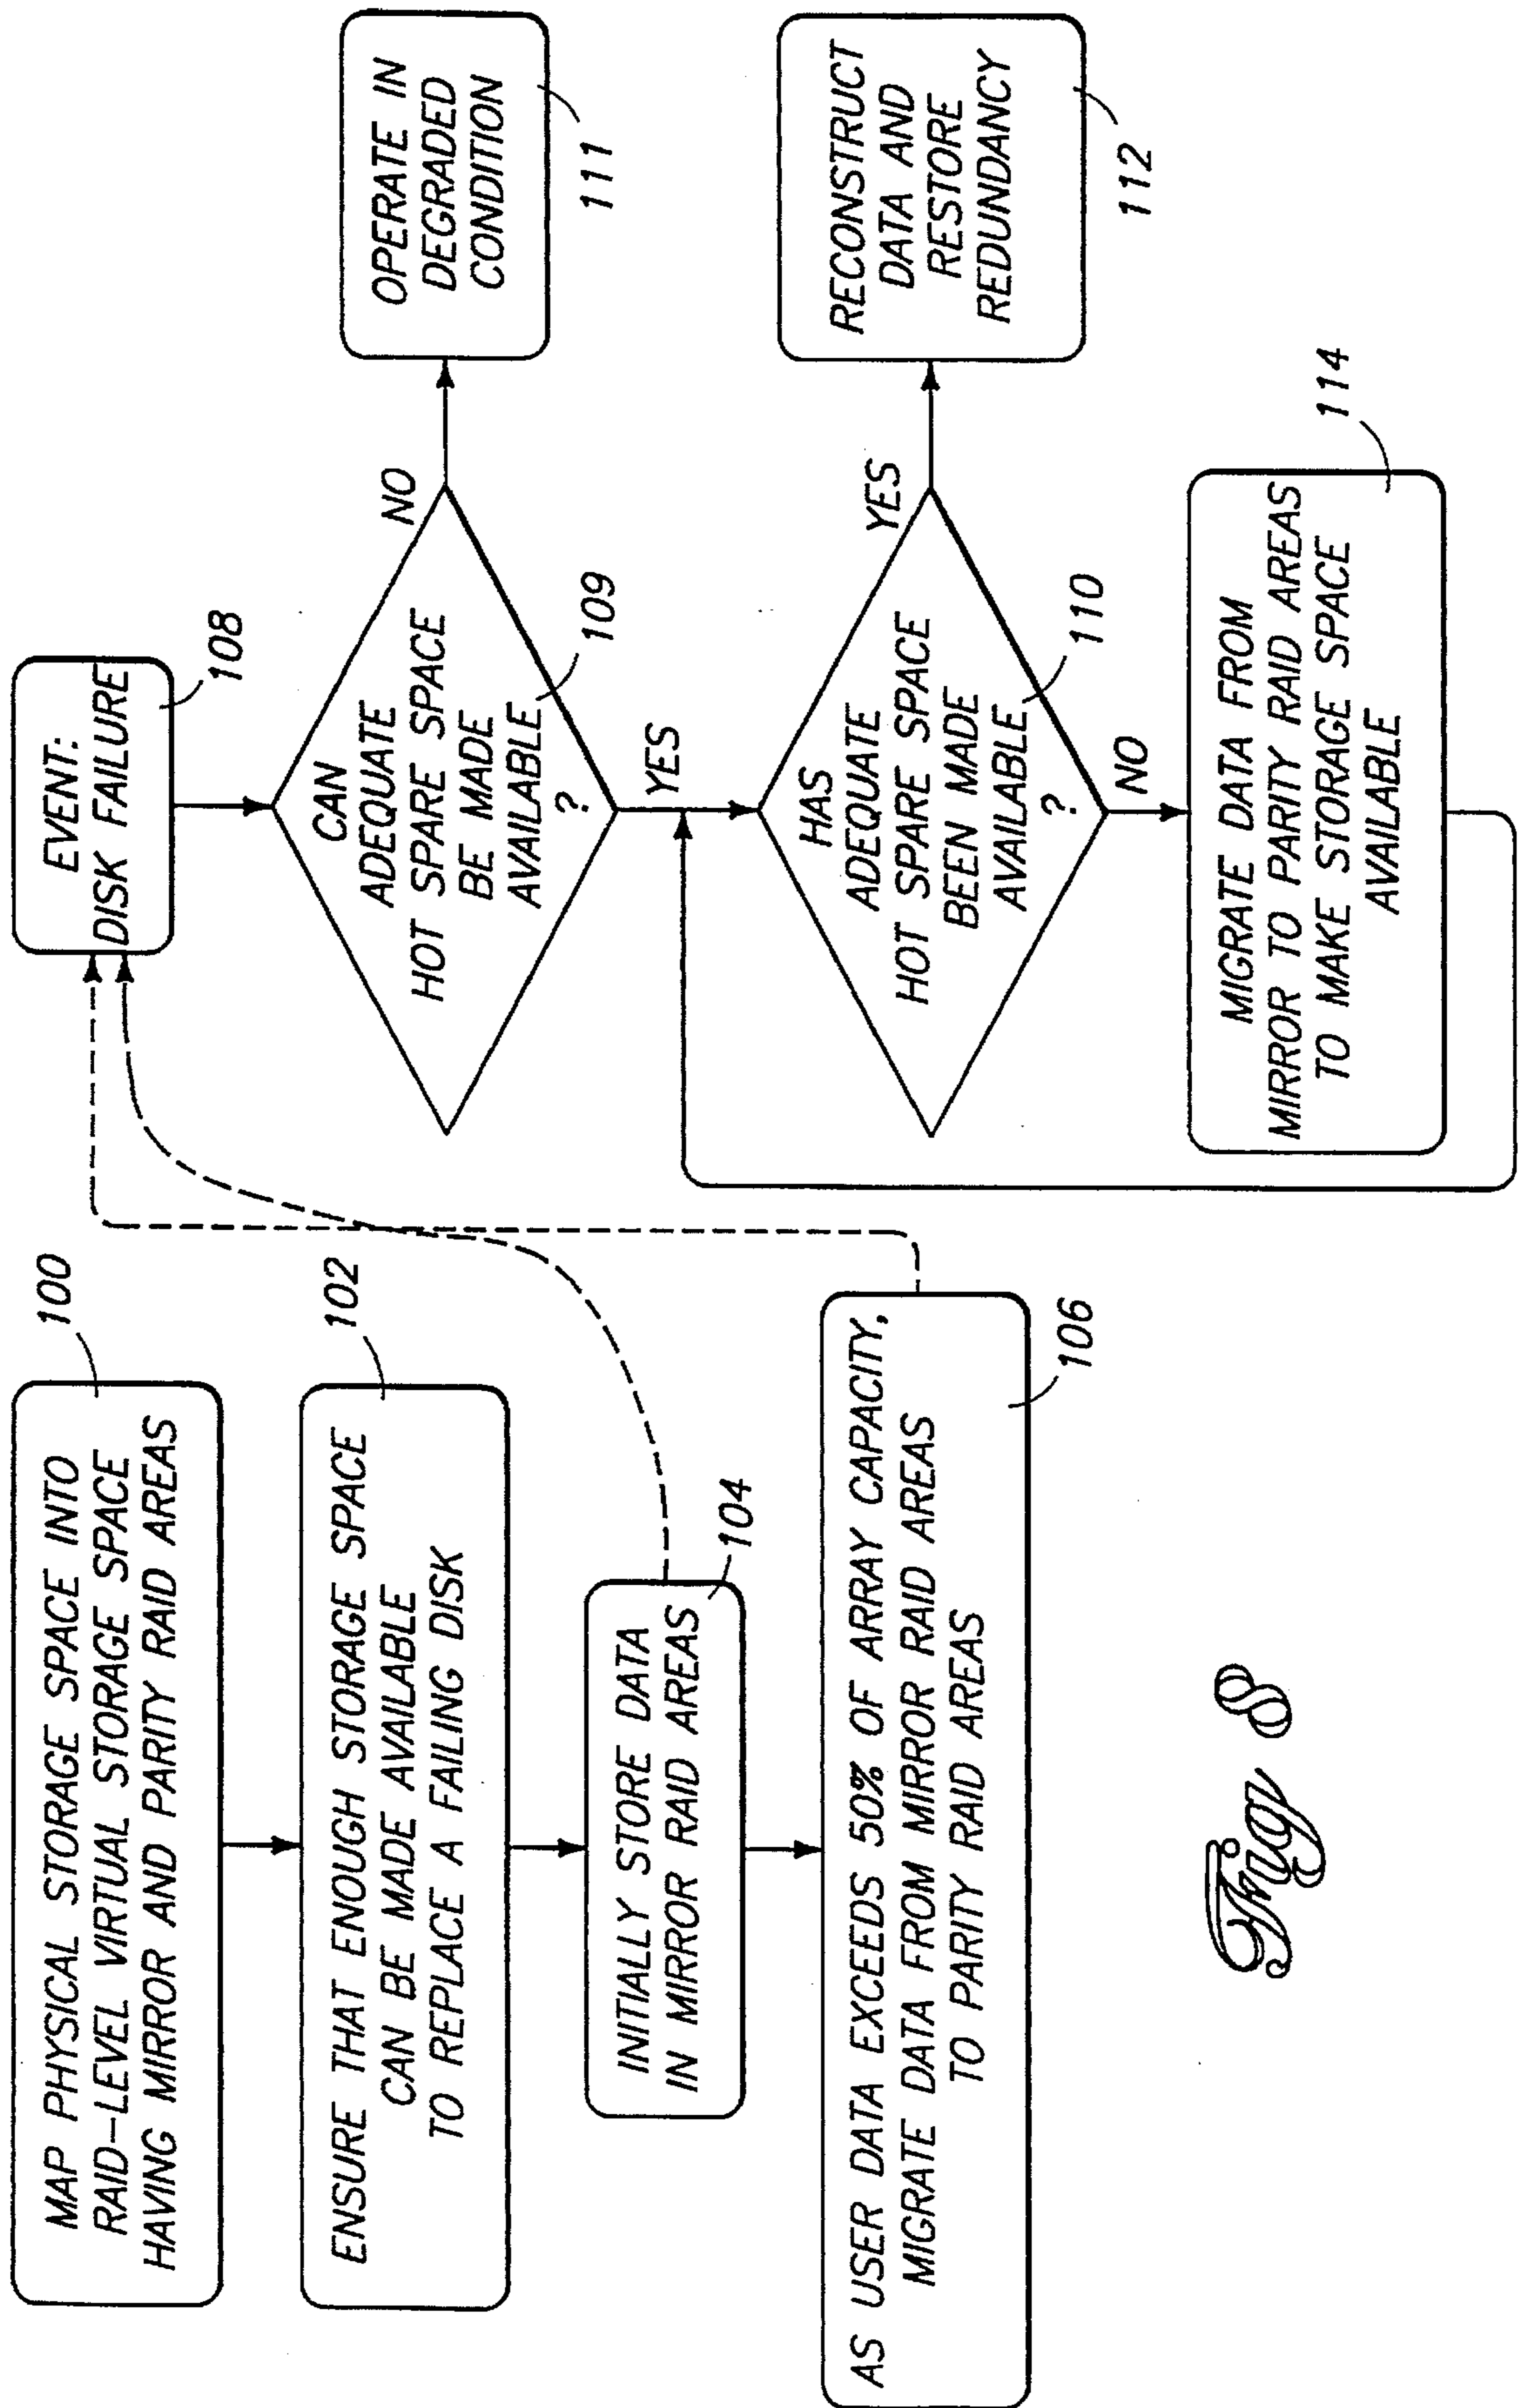 MAP PHYSICAL STORAGE SPACE INTO
RAID-LEVEL VIRTUAL STORAGE SPACE
HAVING MIRROR AND PARITY RAID AREAS
100
ENSURE THAT ENOUGH STORAGE SPACE
CAN BE MADE AVAILABLE
TO REPLACE A FAILING DISK
102
INITIALLY STORE DATA
IN MIRROR RAID AREAS
104
AS USER DATA EXCEEDS 50% OF ARRAY CAPACITY,
MIGRATE DATA FROM MIRROR RAID AREAS
TO PARITY RAID AREAS
106
EVENT:
DISK FAILURE
108
CAN
ADEQUATE
HOT SPARE SPACE
BE MADE
AVAILABLE
?
109
NO
OPERATE IN
DEGRADED
CONDITION
111
YES
HAS
ADEQUATE
HOT SPARE SPACE
BEEN MADE
AVAILABLE
?
110
YES
RECONSTRUCT
DATA AND
RESTORE
REDUNDANCY
112
NO
MIGRATE DATA FROM
MIRROR TO PARITY RAID AREAS
TO MAKE STORAGE SPACE
AVAILABLE
114
Fig 8